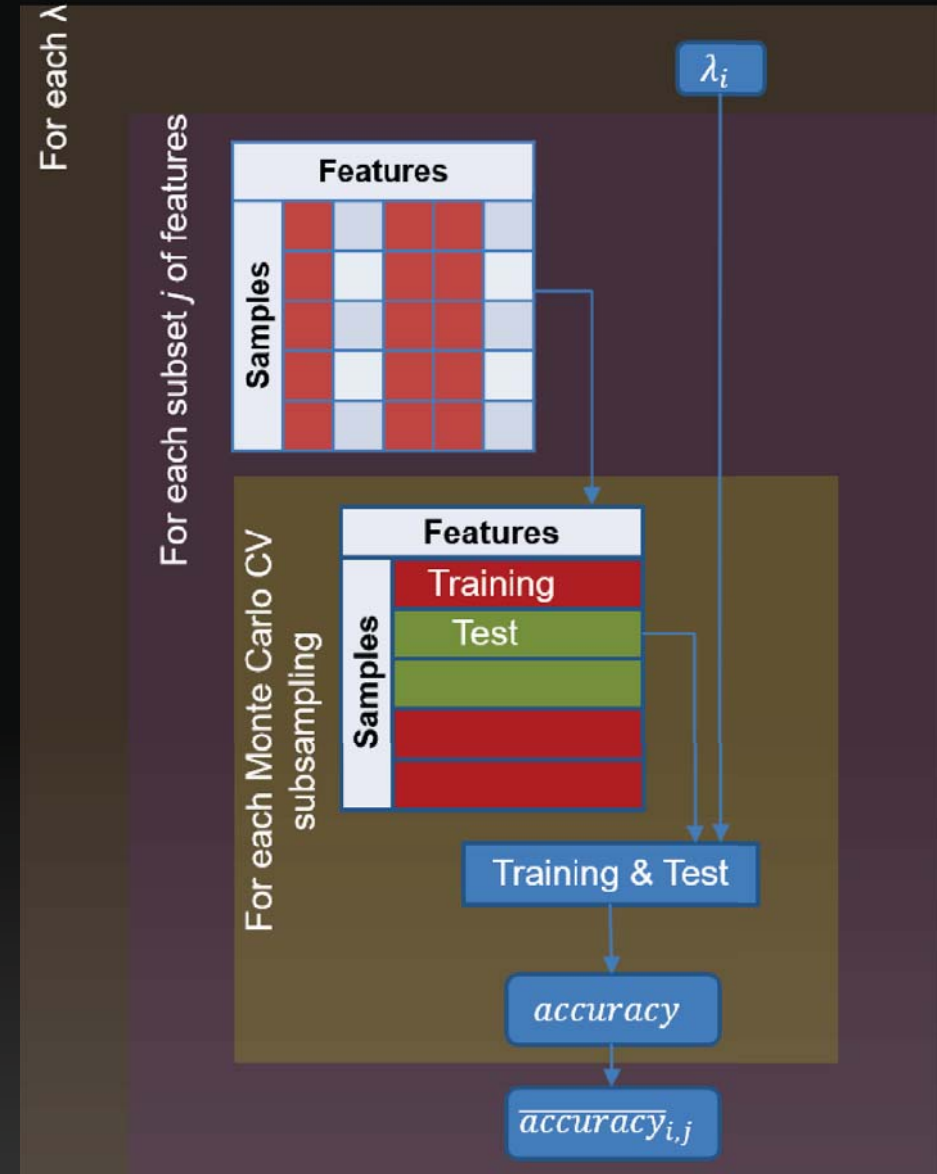 For each λ
λᵢ
For each subset j of features
Features
Samples
For each Monte Carlo CV
subsampling
Features
Samples
Training
Test
Training & Test
accuracy
a̅c̅c̅u̅r̅a̅c̅y̅ᵢ,ⱼ